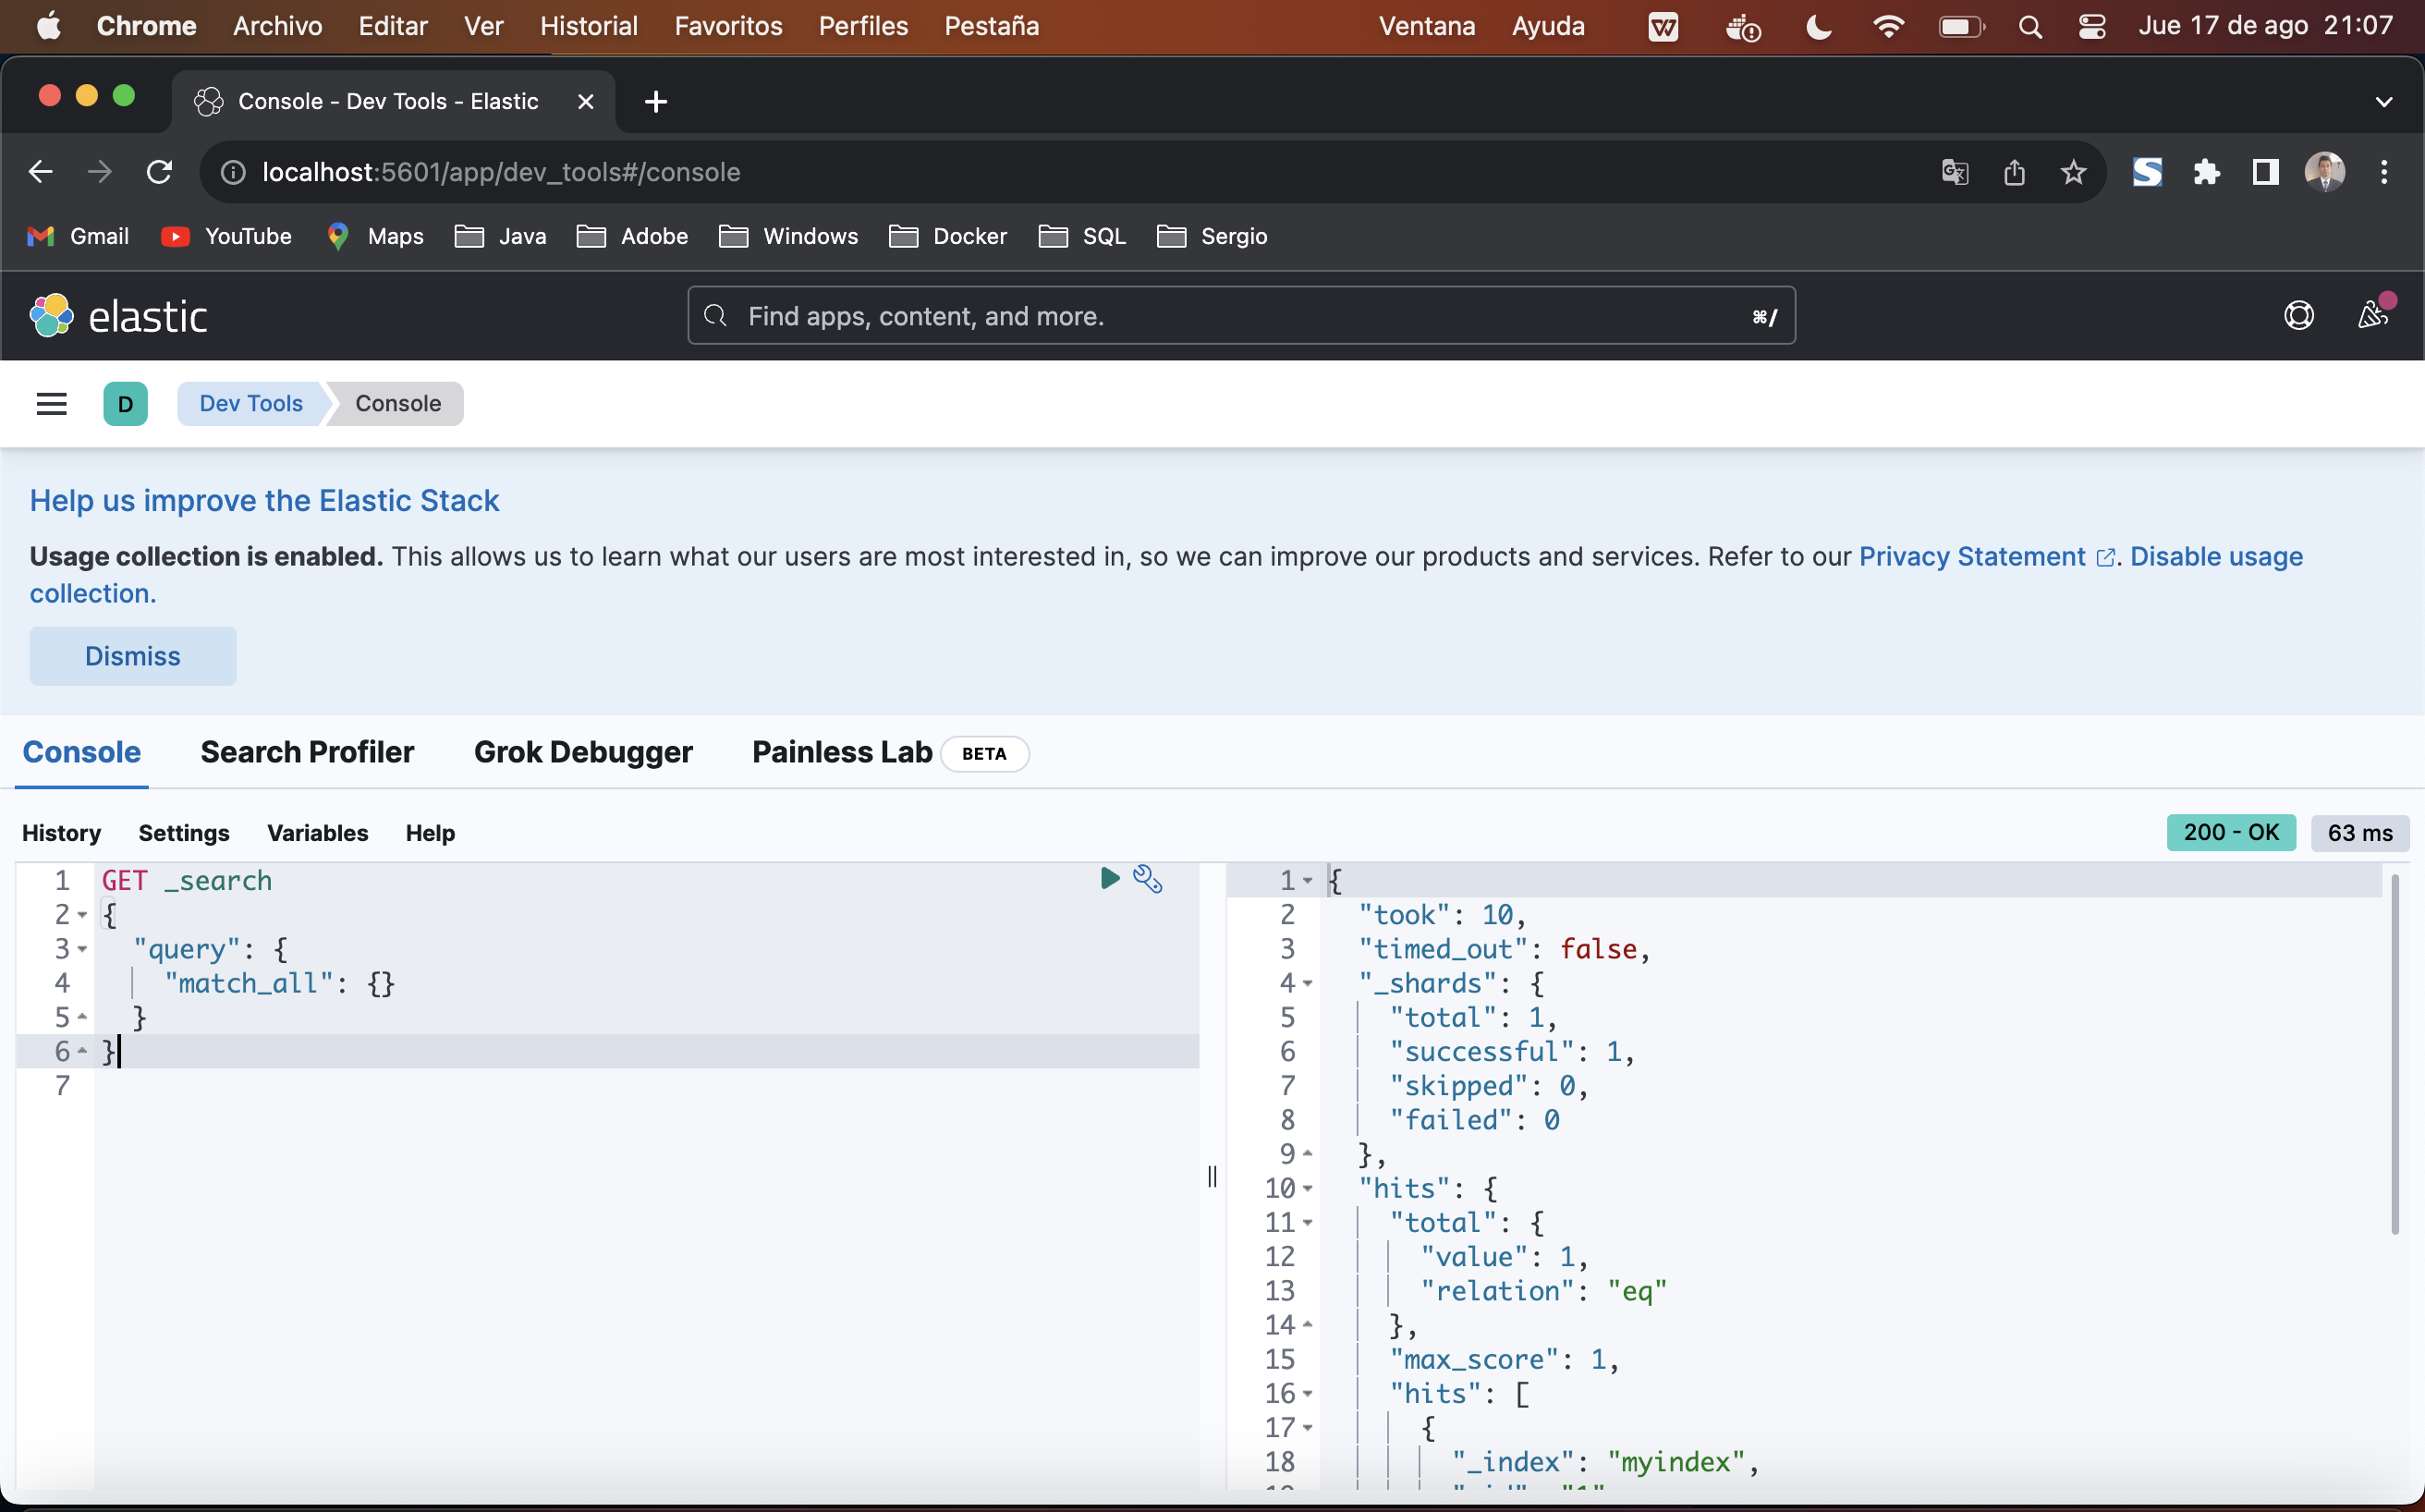 Chrome Archivo Editar Ver Historial Favoritos Perfiles Pestaña Ventana Ayuda Jue 17 de ago 21:07
Console - Dev Tools - Elastic
localhost:5601/app/dev_tools#/console
Gmail YouTube Maps Java Adobe Windows Docker SQL Sergio
elastic Find apps, content, and more. ⌘/
D Dev Tools Console
Help us improve the Elastic Stack
Usage collection is enabled. This allows us to learn what our users are most interested in, so we can improve our products and services. Refer to our Privacy Statement. Disable usage
collection.
Dismiss
Console Search Profiler Grok Debugger Painless Lab BETA
History Settings Variables Help 200 - OK 63 ms
1 GET _search
2 {
3 "query": {
4 "match_all": {}
5 }
6 }
7
1 {
2 "took": 10,
3 "timed_out": false,
4 "_shards": {
5 "total": 1,
6 "successful": 1,
7 "skipped": 0,
8 "failed": 0
9 },
10 "hits": {
11 "total": {
12 "value": 1,
13 "relation": "eq"
14 },
15 "max_score": 1,
16 "hits": [
17 {
18 "_index": "myindex",